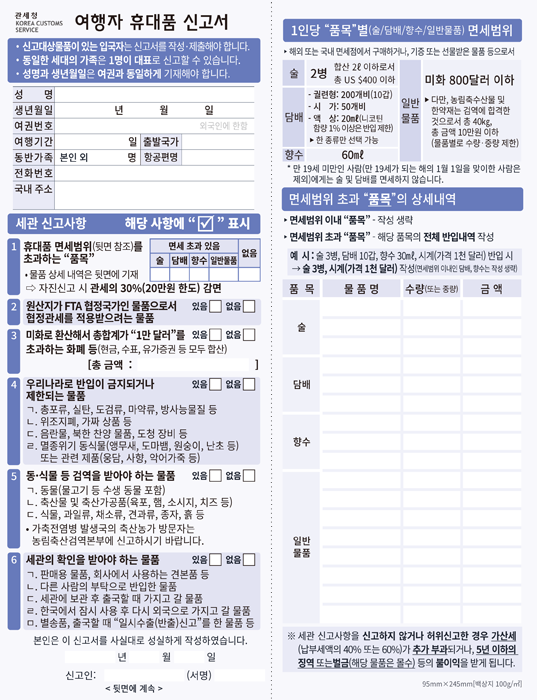 관세청
KOREA CUSTOMS
SERVICE
여행자 휴대품 신고서
• 신고대상물품이 있는 입국자는 신고서를 작성·제출해야 합니다.
• 동일한 세대의 가족은 1명이 대표로 신고할 수 있습니다.
• 성명과 생년월일은 여권과 동일하게 기재해야 합니다.
성 명
생년월일 년 월 일
여권번호 외국인에 한함
여행기간 일 출발국가
동반가족 본인 외 명 항공편명
전화번호
국내 주소
세관 신고사항 해당 사항에 "☑" 표시
1 휴대품 면세범위(뒷면 참조)를
초과하는 "품목"
면세 초과 있음 없음
술 담배 향수 일반물품
• 물품 상세 내역은 뒷면에 기재
⇨ 자진신고 시 관세의 30%(20만원 한도) 감면
2 원산지가 FTA 협정국가인 물품으로서 있음 없음
협정관세를 적용받으려는 물품
3 미화로 환산해서 총합계가 "1만 달러"를 있음 없음
초과하는 화폐 등(현금, 수표, 유가증권 등 모두 합산)
[총 금액 : ]
4 우리나라로 반입이 금지되거나 있음 없음
제한되는 물품
ㄱ. 총포류, 실탄, 도검류, 마약류, 방사능물질 등
ㄴ. 위조지폐, 가짜 상품 등
ㄷ. 음란물, 북한 찬양 물품, 도청 장비 등
ㄹ. 멸종위기 동식물(앵무새, 도마뱀, 원숭이, 난초 등)
또는 관련 제품(웅담, 사향, 악어가죽 등)
5 동·식물 등 검역을 받아야 하는 물품 있음 없음
ㄱ. 동물(물고기 등 수생 동물 포함)
ㄴ. 축산물 및 축산가공품(육포, 햄, 소시지, 치즈 등)
ㄷ. 식물, 과일류, 채소류, 견과류, 종자, 흙 등
• 가축전염병 발생국의 축산농가 방문자는
농림축산검역본부에 신고하시기 바랍니다.
6 세관의 확인을 받아야 하는 물품 있음 없음
ㄱ. 판매용 물품, 회사에서 사용하는 견본품 등
ㄴ. 다른 사람의 부탁으로 반입한 물품
ㄷ. 세관에 보관 후 출국할 때 가지고 갈 물품
ㄹ. 한국에서 잠시 사용 후 다시 외국으로 가지고 갈 물품
ㅁ. 별송품, 출국할 때 "일시수출(반출)신고"를 한 물품 등
본인은 이 신고서를 사실대로 성실하게 작성하였습니다.
년 월 일
신고인: (서명)
< 뒷면에 계속 >
1인당 "품목"별(술/담배/향수/일반물품) 면세범위
▸ 해외 또는 국내 면세점에서 구매하거나, 기증 또는 선물받은 물품 등으로서
술 2병 합산 2ℓ 이하로서
총 US $400 이하
담배 - 궐련형: 200개비(10갑)
- 시 가: 50개비
- 액 상: 20㎖(니코틴
함량 1% 이상은 반입 제한)
▸ 한 종류만 선택 가능
향수 60㎖
일반
물품
미화 800달러 이하
▸ 다만, 농림축수산물 및
한약재는 검역에 합격한
것으로서 총 40kg,
총 금액 10만원 이하
(물품별로 수량·중량 제한)
* 만 19세 미만인 사람(만 19세가 되는 해의 1월 1일을 맞이한 사람은
제외)에게는 술 및 담배를 면세하지 않습니다.
면세범위 초과 "품목"의 상세내역
▸ 면세범위 이내 "품목" - 작성 생략
▸ 면세범위 초과 "품목" - 해당 품목의 전체 반입내역 작성
예 시 : 술 3병, 담배 10갑, 향수 30㎖, 시계(가격 1천 달러) 반입 시
→ 술 3병, 시계(가격 1천 달러) 작성(면세범위 이내인 담배, 향수는 작성 생략)
품 목 물 품 명 수량(또는 중량) 금 액
술
담배
향수
일반
물품
※ 세관 신고사항을 신고하지 않거나 허위신고한 경우 가산세
(납부세액의 40% 또는 60%)가 추가 부과되거나, 5년 이하의
징역 또는벌금(해당 물품은 몰수) 등의 불이익을 받게 됩니다.
95mm×245mm[백상지 100g/㎡]